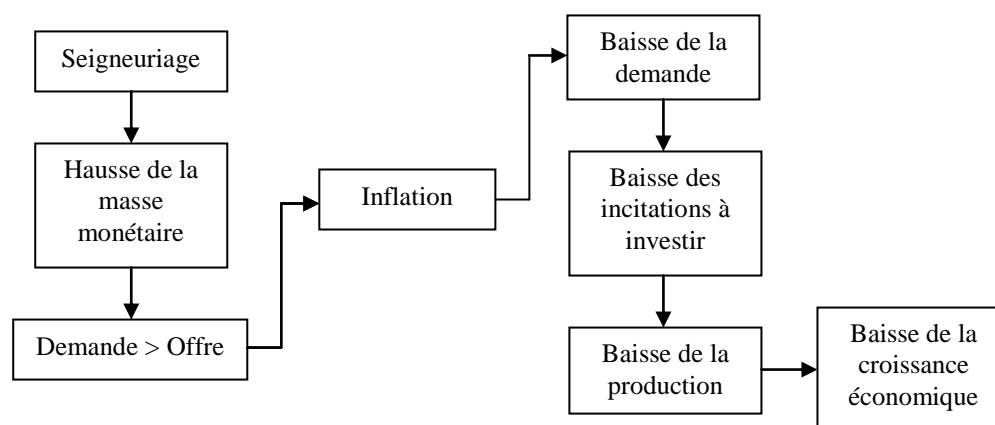 Seigneuriage
Hausse de la
masse
monétaire
Demande > Offre
Inflation
Baisse de la
demande
Baisse des
incitations à
investir
Baisse de la
production
Baisse de la
croissance
économique